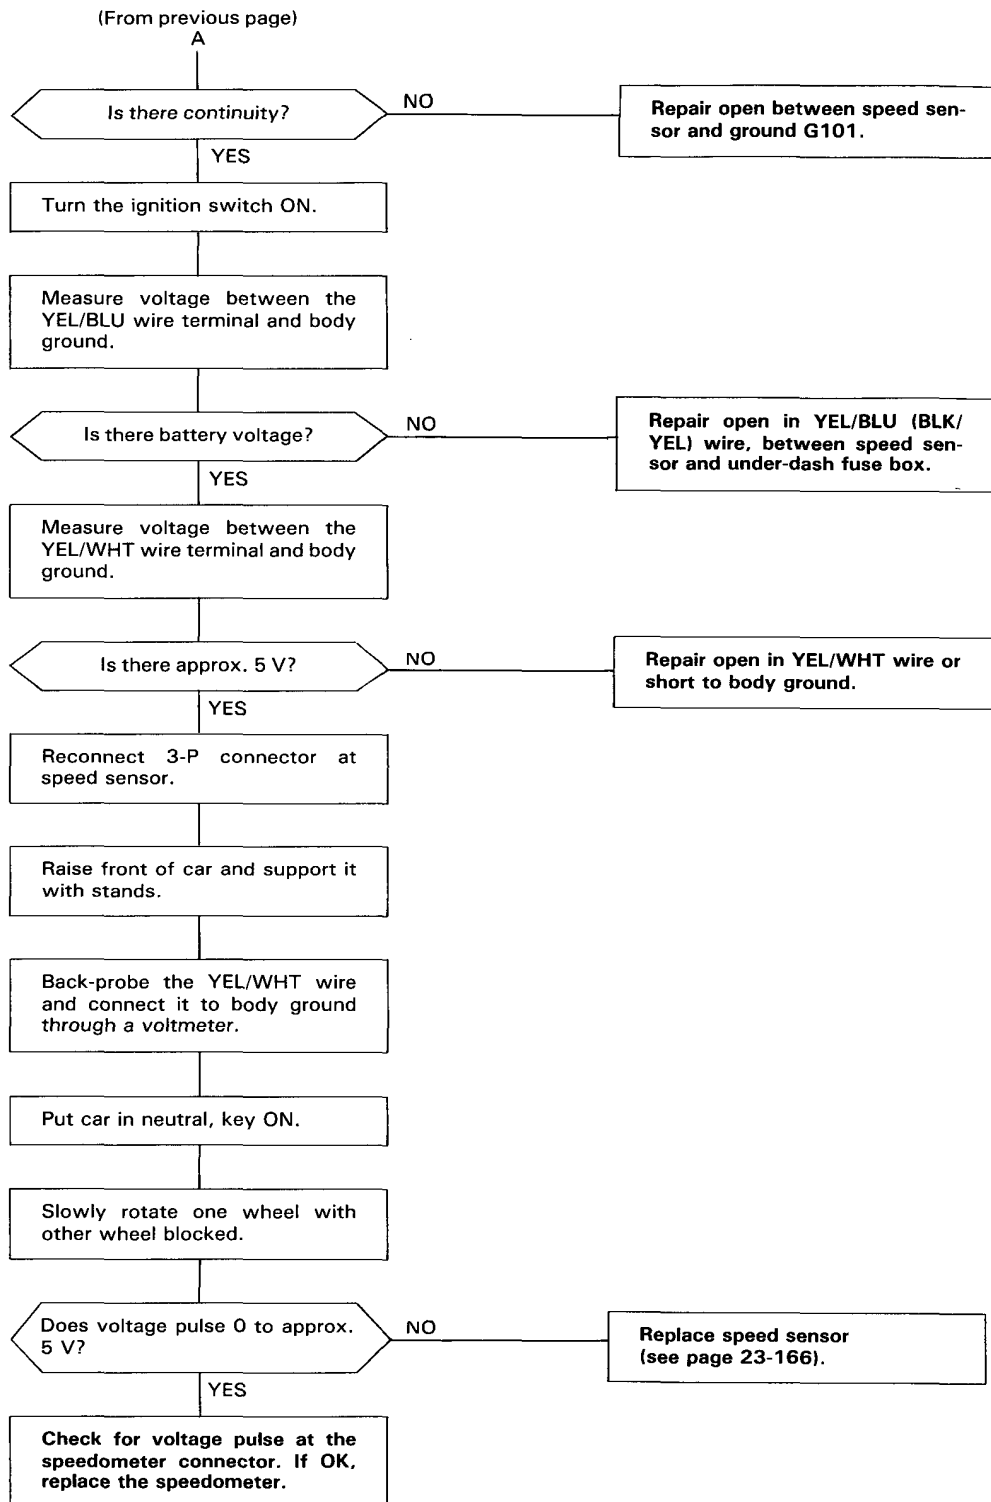 (From previous page)
A
Is there continuity?
NO
Repair open between speed sen-
sor and ground G101.
YES
Turn the ignition switch ON.
Measure voltage between the
YEL/BLU wire terminal and body
ground.
Is there battery voltage?
NO
Repair open in YEL/BLU (BLK/
YEL) wire, between speed sen-
sor and under-dash fuse box.
YES
Measure voltage between the
YEL/WHT wire terminal and body
ground.
Is there approx. 5 V?
NO
Repair open in YEL/WHT wire or
short to body ground.
YES
Reconnect 3-P connector at
speed sensor.
Raise front of car and support it
with stands.
Back-probe the YEL/WHT wire
and connect it to body ground
through a voltmeter.
Put car in neutral, key ON.
Slowly rotate one wheel with
other wheel blocked.
Does voltage pulse 0 to approx.
5 V?
NO
Replace speed sensor
(see page 23-166).
YES
Check for voltage pulse at the
speedometer connector. If OK,
replace the speedometer.